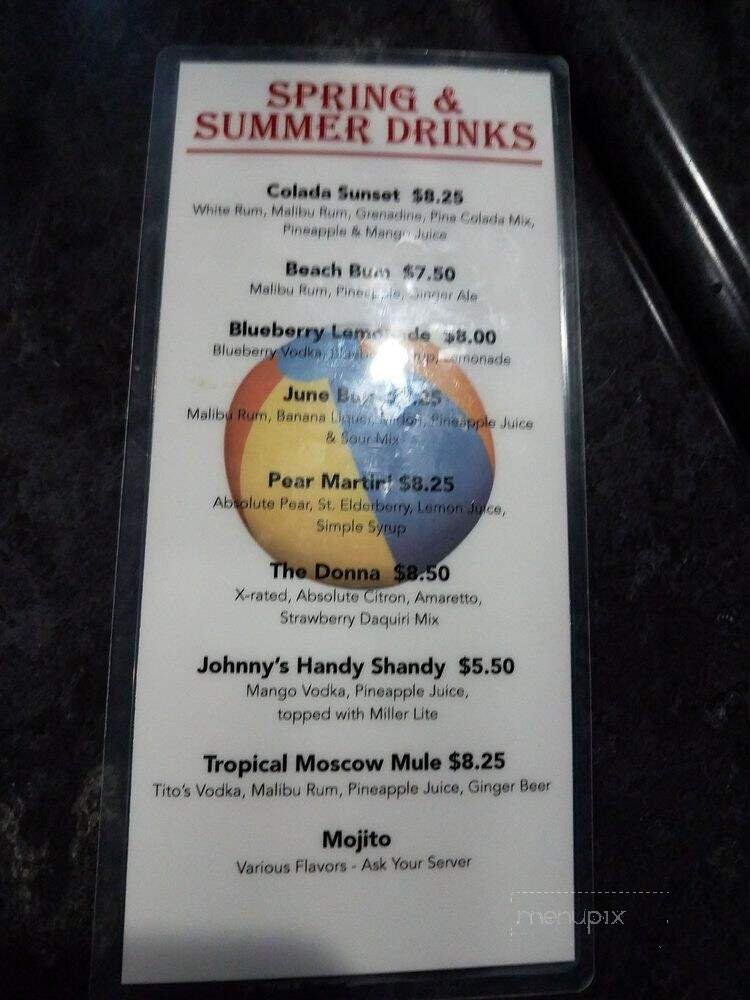 SPRING &
SUMMER DRINKS
Colada Sunset $8.25
White Rum, Malibu Rum, Grenadine, Pina Colada Mix,
Pineapple & Mango Juice
Beach Bum $7.50
Malibu Rum, Pineapple, Ginger Ale
Blueberry Lemonade $8.00
Blueberry Vodka, Lemonade
June Bug
Malibu Rum, Banana Pineapple Juice
& Sour Mix
Pear Martini $8.25
Absolute Pear, St. Elderberry, Lemon Juice,
Simple Syrup
The Donna $8.50
X-rated, Absolute Citron, Amaretto,
Strawberry Daquiri Mix
Johnny's Handy Shandy $5.50
Mango Vodka, Pineapple Juice,
topped with Miller Lite
Tropical Moscow Mule $8.25
Tito's Vodka, Malibu Rum, Pineapple Juice, Ginger Beer
Mojito
Various Flavors - Ask Your Server
menupix